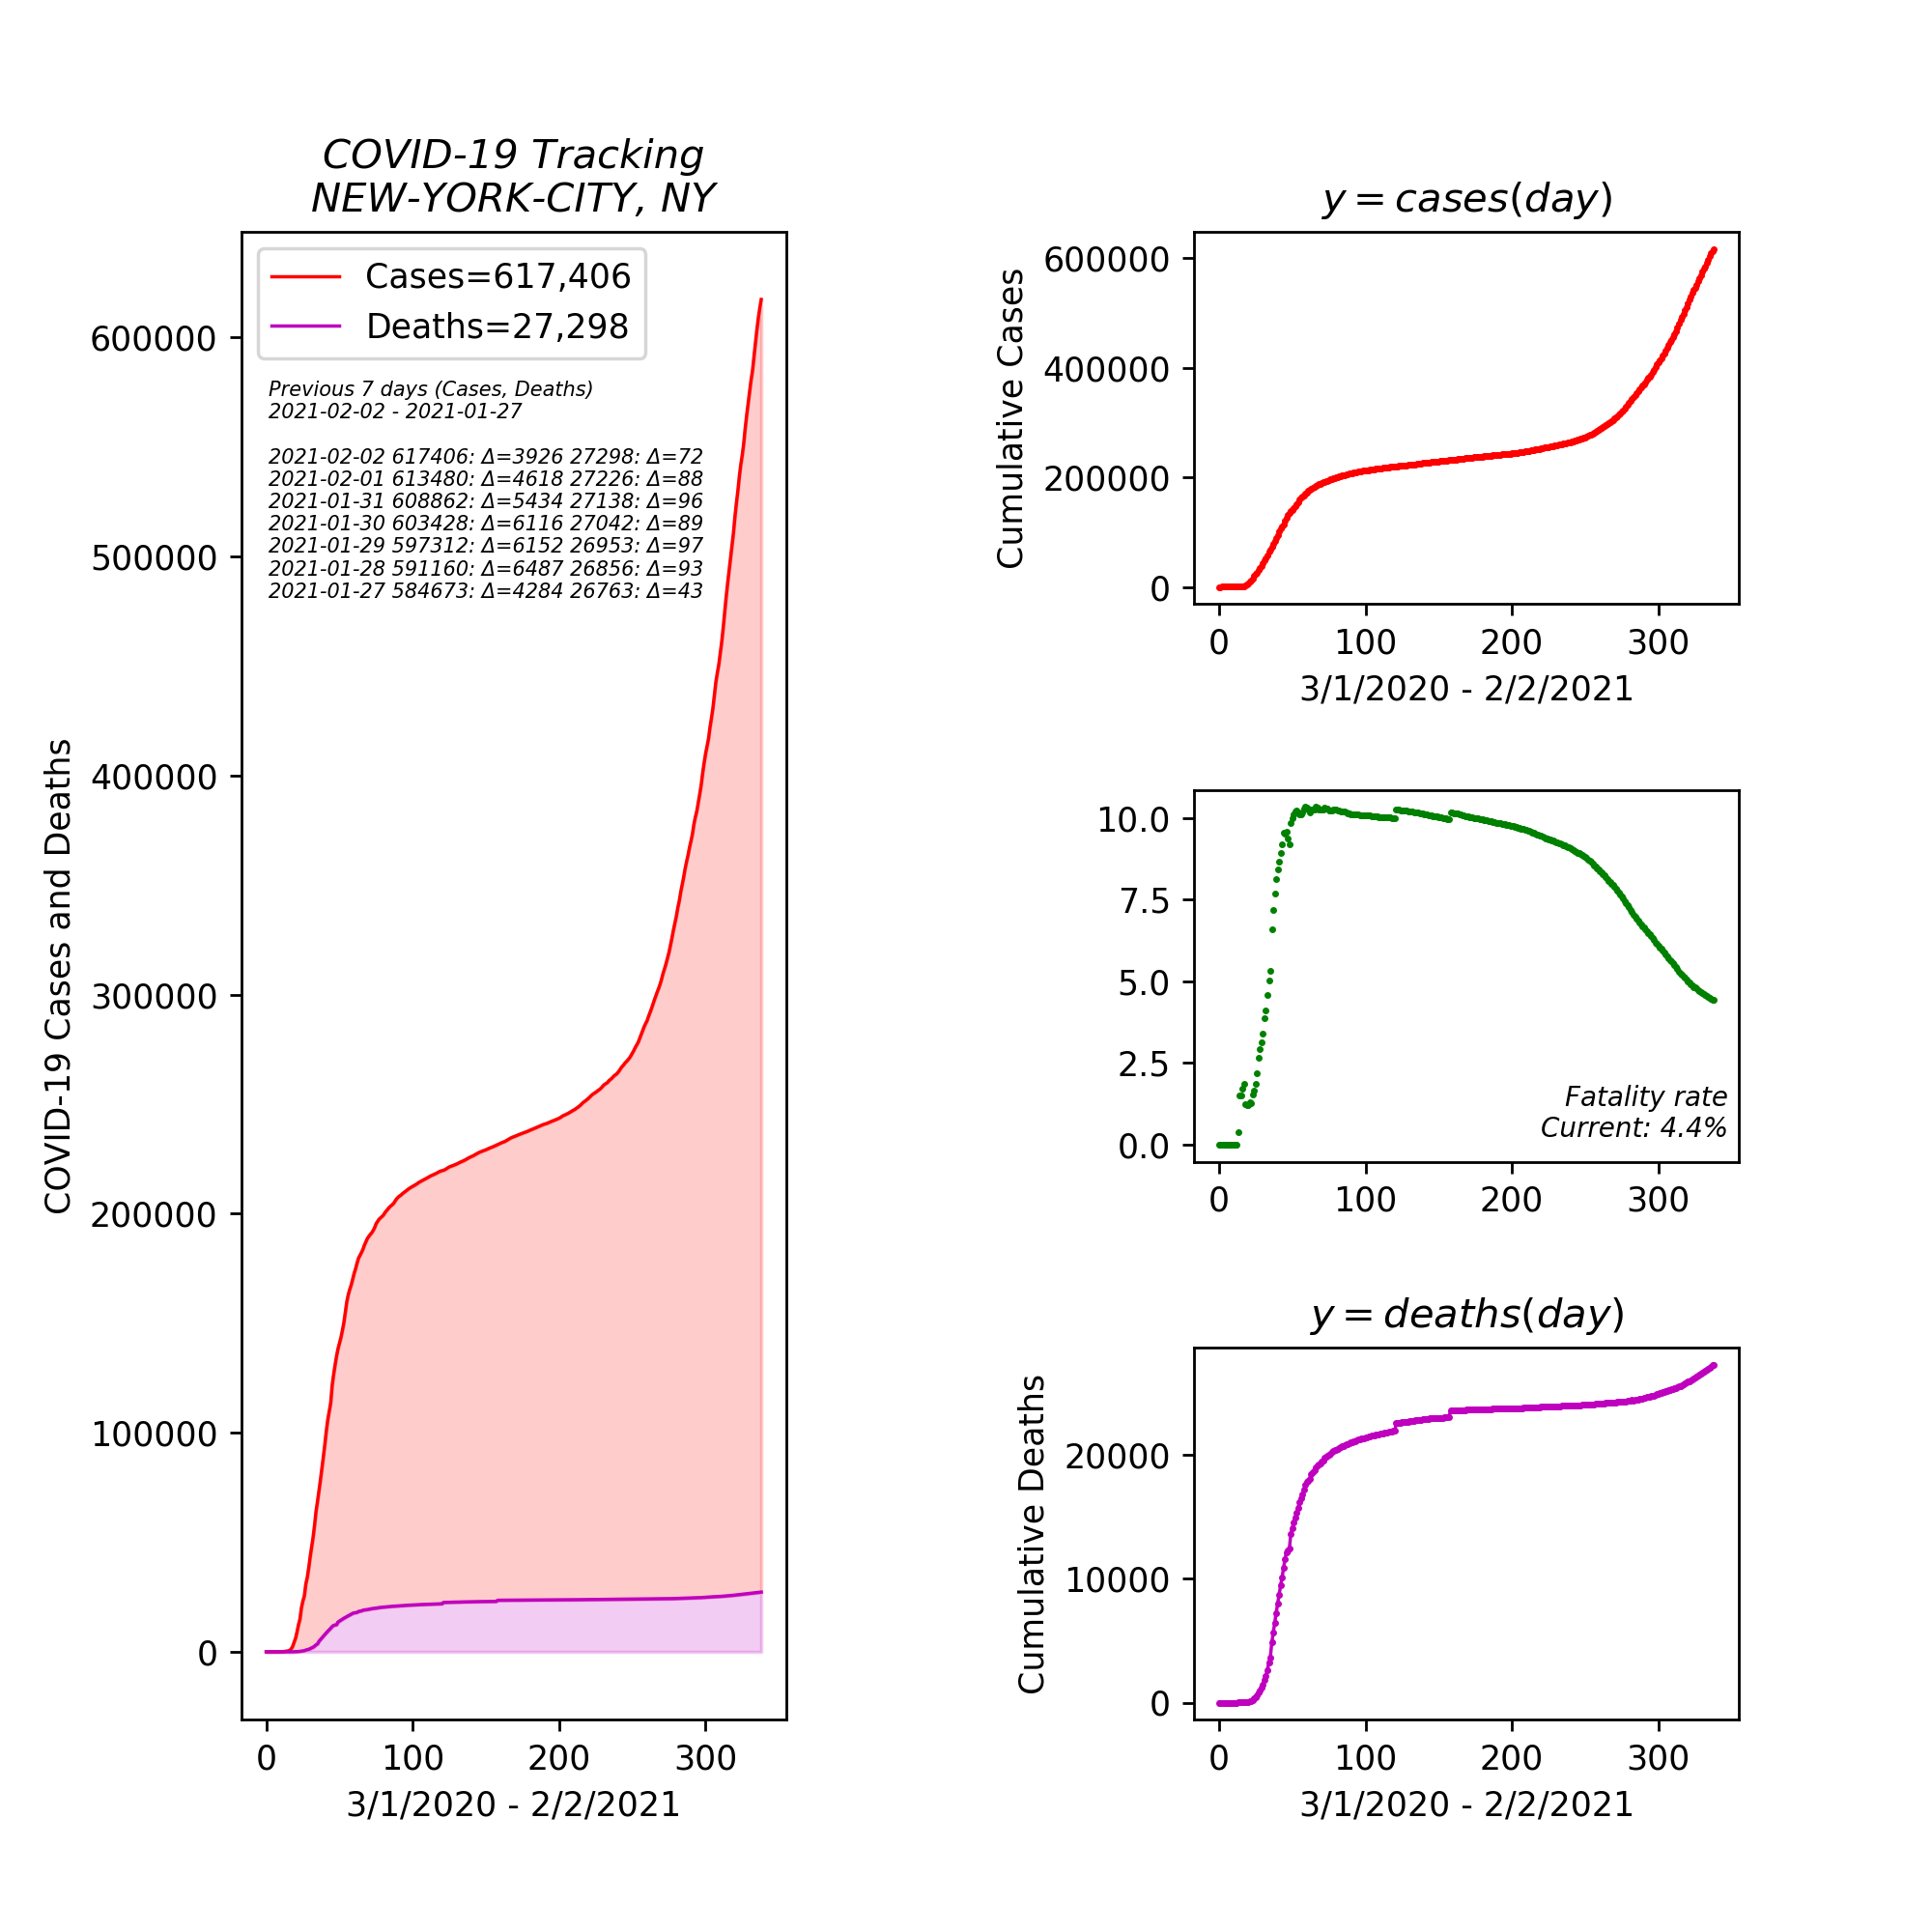 COVID-19 Tracking
NEW-YORK-CITY, NY
COVID-19 Cases and Deaths
Cases=617,406
Deaths=27,298
Previous 7 days (Cases, Deaths)
2021-02-02 - 2021-01-27
2021-02-02 617406: Δ=3926 27298: Δ=72
2021-02-01 613480: Δ=4618 27226: Δ=88
2021-01-31 608862: Δ=5434 27138: Δ=96
2021-01-30 603428: Δ=6116 27042: Δ=89
2021-01-29 597312: Δ=6152 26953: Δ=97
2021-01-28 591160: Δ=6487 26856: Δ=93
2021-01-27 584673: Δ=4284 26763: Δ=43
600000
500000
400000
300000
200000
100000
0
0 100 200 300
3/1/2020 - 2/2/2021
y = cases(day)
Cumulative Cases
600000
400000
200000
0
0 100 200 300
3/1/2020 - 2/2/2021
10.0
7.5
5.0
2.5
0.0
Fatality rate
Current: 4.4%
0 100 200 300
y = deaths(day)
Cumulative Deaths
20000
10000
0
0 100 200 300
3/1/2020 - 2/2/2021